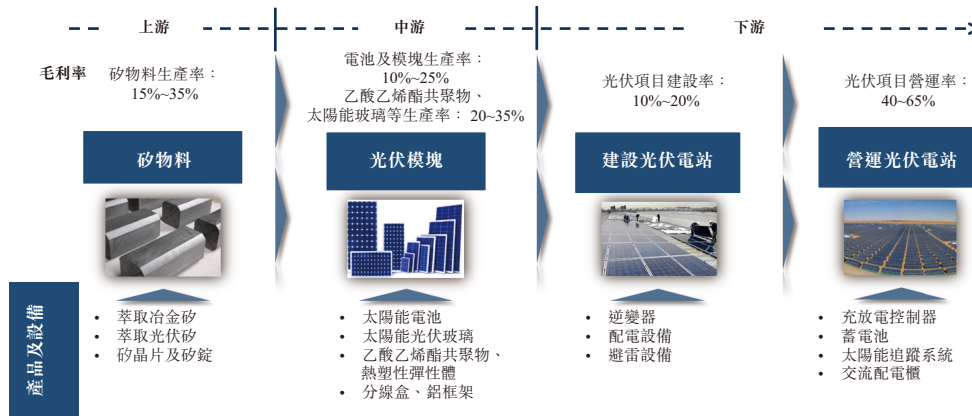 上游
中游
下游
毛利率
矽物料生產率：
15%~35%
電池及模塊生產率：
10%~25%
乙酸乙烯酯共聚物、
太陽能玻璃等生產率： 20~35%
光伏項目建設率：
10%~20%
光伏項目營運率：
40~65%
矽物料
光伏模塊
建設光伏電站
營運光伏電站
產品及設備
• 萃取冶金矽
• 萃取光伏矽
• 矽晶片及矽錠
• 太陽能電池
• 太陽能光伏玻璃
• 乙酸乙烯酯共聚物、
熱塑性彈性體
• 分線盒、鋁框架
• 逆變器
• 配電設備
• 避雷設備
• 充放電控制器
• 蓄電池
• 太陽能追蹤系統
• 交流配電櫃